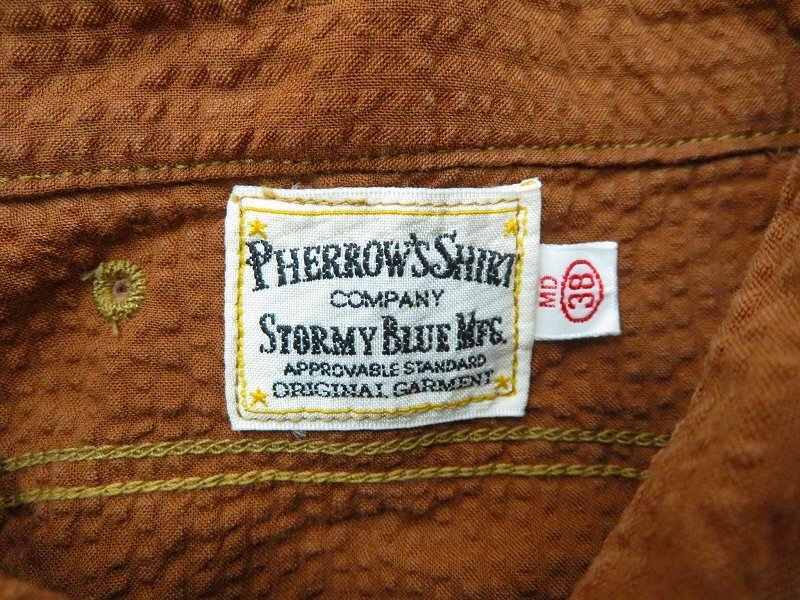 PHERROW'S SHIRT
COMPANY
STORMY BLUE MFG.
APPROVABLE STANDARD
ORIGINAL GARMENT
MD
38